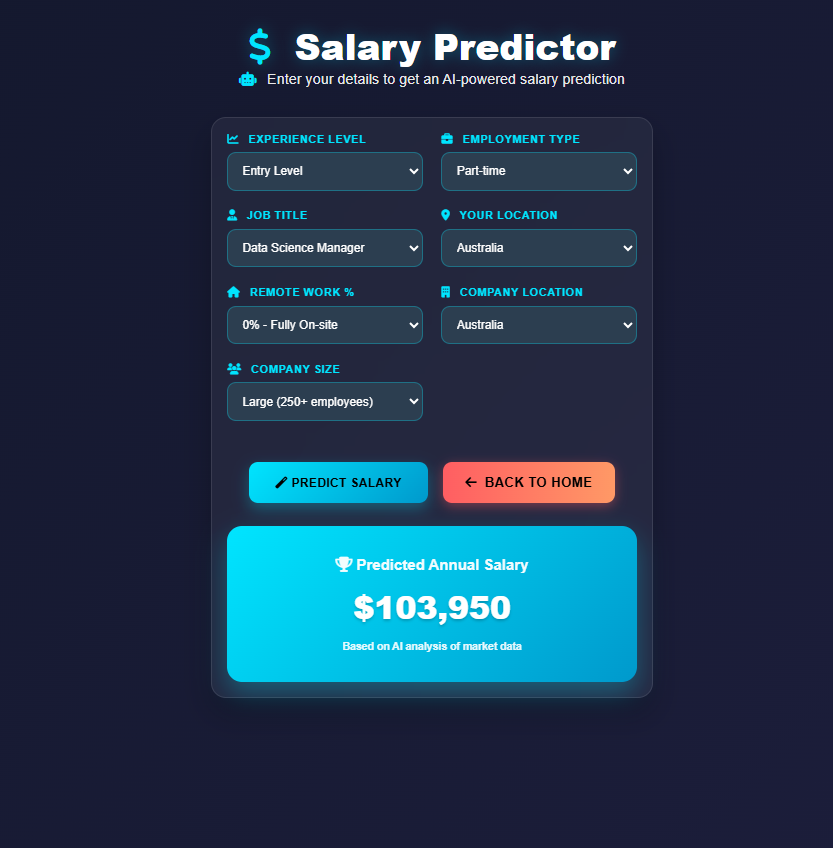 Salary Predictor
Enter your details to get an AI-powered salary prediction
EXPERIENCE LEVEL
Entry Level
EMPLOYMENT TYPE
Part-time
JOB TITLE
Data Science Manager
YOUR LOCATION
Australia
REMOTE WORK %
0% - Fully On-site
COMPANY LOCATION
Australia
COMPANY SIZE
Large (250+ employees)
PREDICT SALARY
BACK TO HOME
Predicted Annual Salary
$103,950
Based on AI analysis of market data